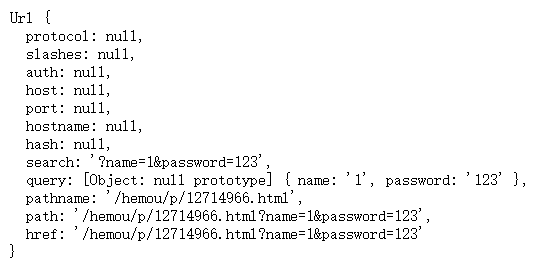 Url {
  protocol: null,
  slashes: null,
  auth: null,
  host: null,
  port: null,
  hostname: null,
  hash: null,
  search: '?name=1&password=123',
  query: [Object: null prototype] { name: '1', password: '123' },
  pathname: '/hemou/p/12714966.html',
  path: '/hemou/p/12714966.html?name=1&password=123',
  href: '/hemou/p/12714966.html?name=1&password=123'
}